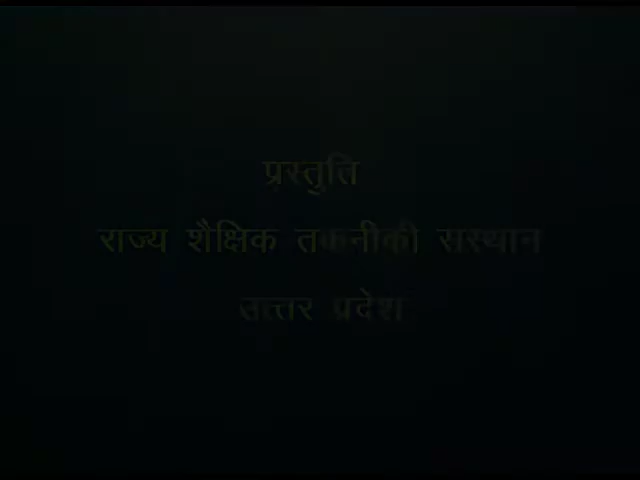 प्रस्तुति
राज्य शैक्षिक तकनीकी संस्थान
उत्तर प्रदेश